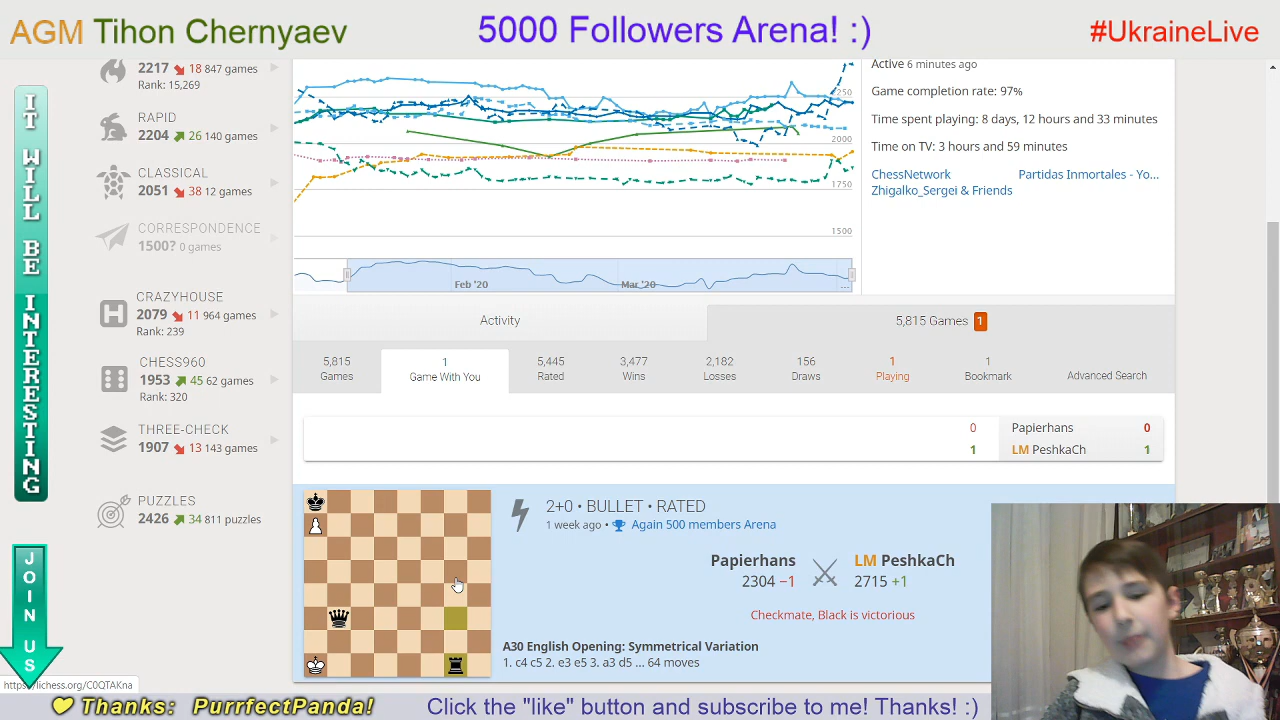 AGM Tihon Chernyaev
5000 Followers Arena! :)
#UkraineLive
IT WILL BE INTERESTING
JOIN US
2217 18 847 games
Rank: 15,269
RAPID
2204 26 140 games
CLASSICAL
2051 38 12 games
CORRESPONDENCE
1500? 0 games
CRAZYHOUSE
2079 11 964 games
Rank: 239
CHESS960
1953 45 62 games
Rank: 320
THREE-CHECK
1907 13 143 games
PUZZLES
2426 34 811 puzzles
2250
2000
1750
1500
Feb '20
Mar '20
...
Active 6 minutes ago
Game completion rate: 97%
Time spent playing: 8 days, 12 hours and 33 minutes
Time on TV: 3 hours and 59 minutes
ChessNetwork Partidas Inmortales - Yo...
Zhigalko_Sergei & Friends
Activity
5,815 Games 1
5,815 Games
1 Game With You
5,445 Rated
3,477 Wins
2,182 Losses
156 Draws
1 Playing
1 Bookmark
Advanced Search
0 Papierhans 0
1 LM PeshkaCh 1
2+0 • BULLET • RATED
1 week ago • Again 500 members Arena
Papierhans LM PeshkaCh
2304 −1 2715 +1
Checkmate, Black is victorious
A30 English Opening: Symmetrical Variation
1. c4 c5 2. e3 e5 3. a3 d5 ... 64 moves
https://lichess.org/C0QTAKna
Thanks: PurrfectPanda!
Click the "like" button and subscribe to me! Thanks! :)